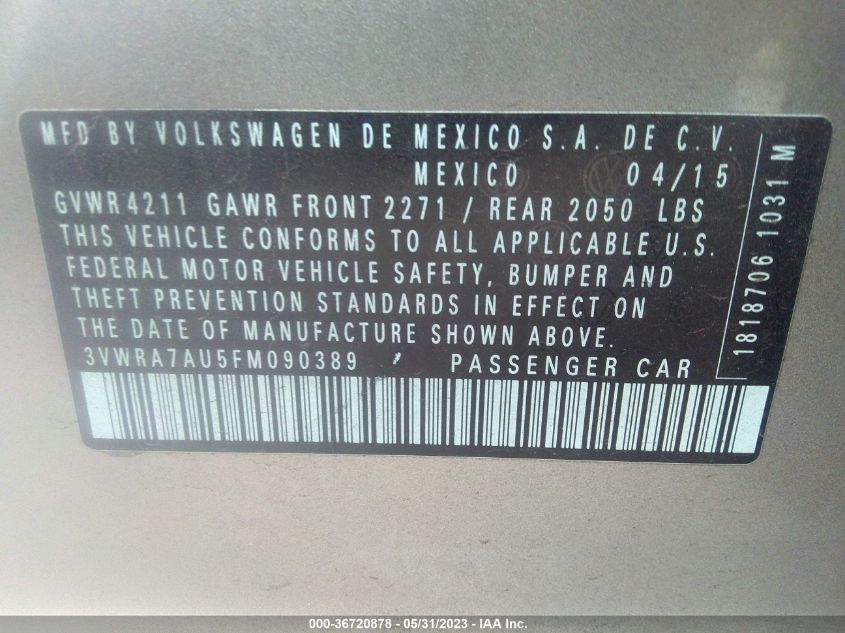 MFD BY VOLKSWAGEN DE MEXICO S.A. DE C.V.
MEXICO 04/15
GVWR 4211 GAWR FRONT 2271 / REAR 2050 LBS
THIS VEHICLE CONFORMS TO ALL APPLICABLE U.S.
FEDERAL MOTOR VEHICLE SAFETY, BUMPER AND
THEFT PREVENTION STANDARDS IN EFFECT ON
THE DATE OF MANUFACTURE SHOWN ABOVE.
3VWRA7AU5FM090389 PASSENGER CAR
1818706 1031 M
000-36720878 - 05/31/2023 - IAA Inc.